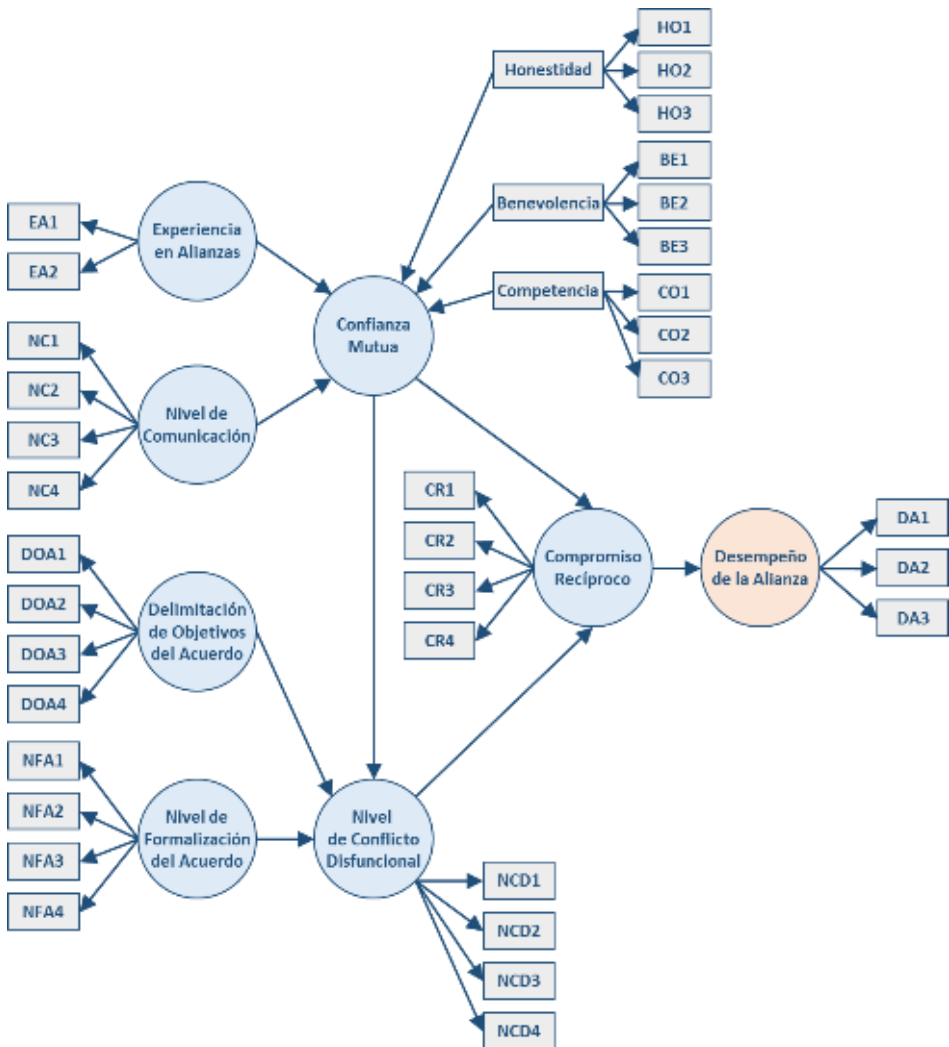 HO1
Honestidad
HO2
HO3
BE1
Benevolencia
BE2
BE3
Competencia
CO1
CO2
CO3
EA1
EA2
Experiencia
en Alianzas
Confianza
Mutua
NC1
NC2
NC3
NC4
Nivel de
Comunicación
CR1
CR2
CR3
CR4
Compromiso
Recíproco
Desempeño
de la Alianza
DA1
DA2
DA3
DOA1
DOA2
DOA3
DOA4
Delimitación
de Objetivos
del Acuerdo
NFA1
NFA2
NFA3
NFA4
Nivel de
Formalización
del Acuerdo
Nivel
de Conflicto
Disfuncional
NCD1
NCD2
NCD3
NCD4